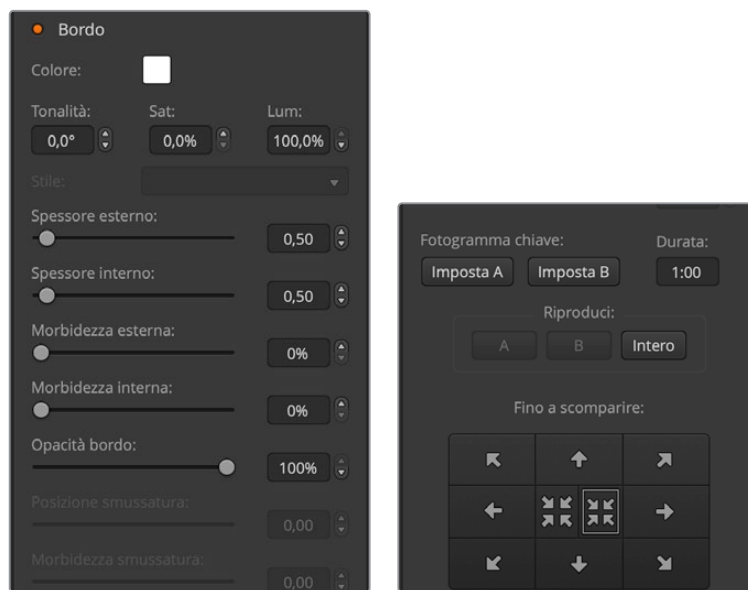 Bordo
Colore:
Tonalità: Sat: Lum:
0,0° 0,0% 100,0%
Stile:
Spessore esterno:
0,50
Spessore interno:
0,50
Morbidezza esterna:
0%
Morbidezza interna:
0%
Opacità bordo:
100%
Posizione smussatura:
0,00
Morbidezza smussatura:
0,00
Fotogramma chiave: Durata:
Imposta A Imposta B 1:00
Riproduci:
A B Intero
Fino a scomparire: